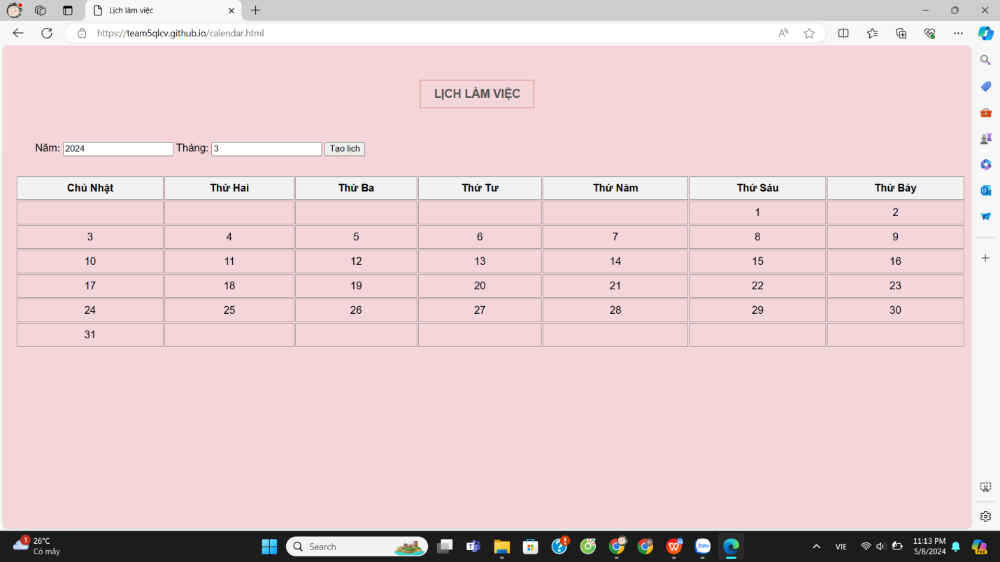 Lịch làm việc
https://team5qlcv.github.io/calendar.html
LỊCH LÀM VIỆC
Năm: 2024 Tháng: 3 Tạo lịch
Chủ Nhật Thứ Hai Thứ Ba Thứ Tư Thứ Năm Thứ Sáu Thứ Bảy
1 2
3 4 5 6 7 8 9
10 11 12 13 14 15 16
17 18 19 20 21 22 23
24 25 26 27 28 29 30
31
1
26°C
Có mây
Search
Zalo
VIE
11:13 PM
5/8/2024
PRE